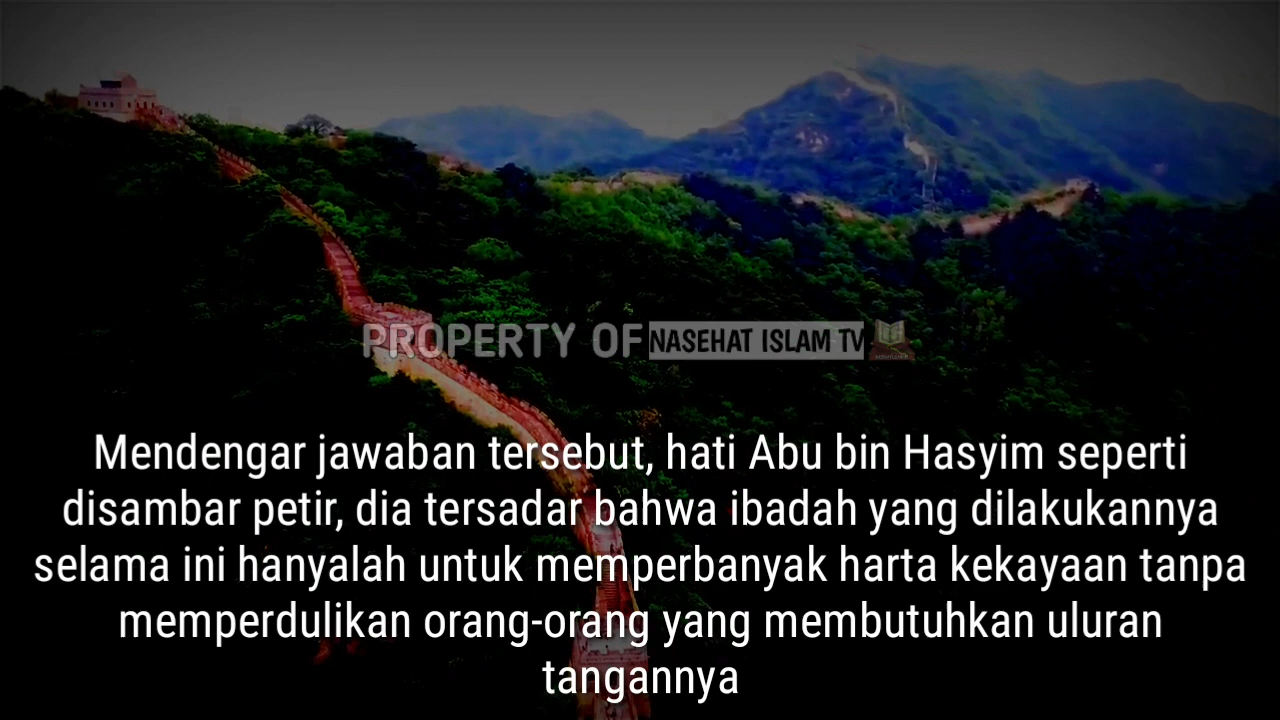 PROPERTY OF NASEHAT ISLAM TV
Mendengar jawaban tersebut, hati Abu bin Hasyim seperti
disambar petir, dia tersadar bahwa ibadah yang dilakukannya
selama ini hanyalah untuk memperbanyak harta kekayaan tanpa
memperdulikan orang-orang yang membutuhkan uluran
tangannya